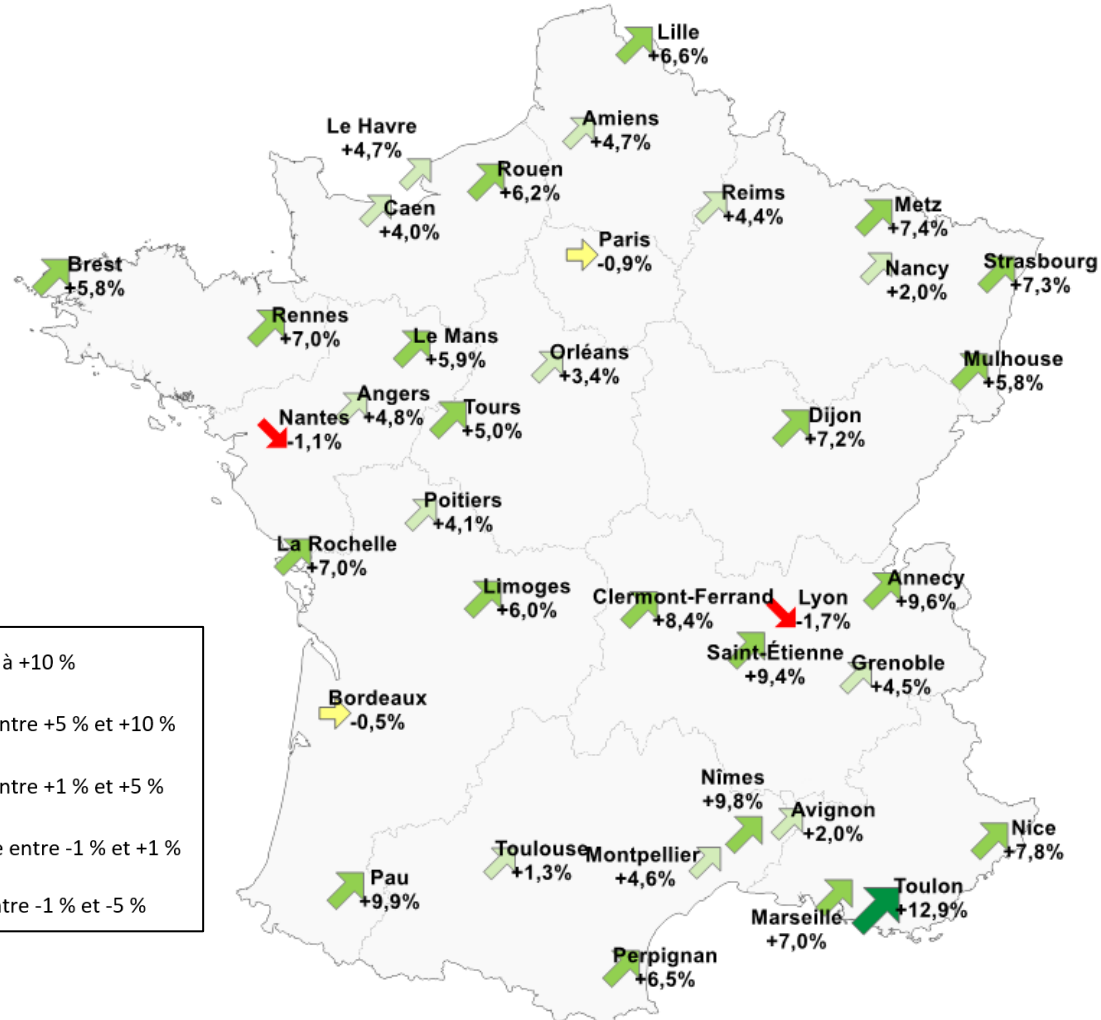 Lille
+6,6%
Amiens
+4,7%
Le Havre
+4,7%
Rouen
+6,2%
Caen
+4,0%
Reims
+4,4%
Metz
+7,4%
Paris
-0,9%
Nancy
+2,0%
Strasbourg
+7,3%
Brest
+5,8%
Rennes
+7,0%
Le Mans
+5,9%
Orléans
+3,4%
Mulhouse
+5,8%
Angers
+4,8%
Nantes
-1,1%
Tours
+5,0%
Dijon
+7,2%
Poitiers
+4,1%
La Rochelle
+7,0%
Limoges
+6,0%
Clermont-Ferrand
+8,4%
Lyon
-1,7%
Annecy
+9,6%
Saint-Étienne
+9,4%
Grenoble
+4,5%
Bordeaux
-0,5%
Nîmes
+9,8%
Avignon
+2,0%
Nice
+7,8%
Toulouse
+1,3%
Montpellier
+4,6%
Pau
+9,9%
Marseille
+7,0%
Toulon
+12,9%
Perpignan
+6,5%
à +10 %
ntre +5 % et +10 %
ntre +1 % et +5 %
e entre -1 % et +1 %
ntre -1 % et -5 %